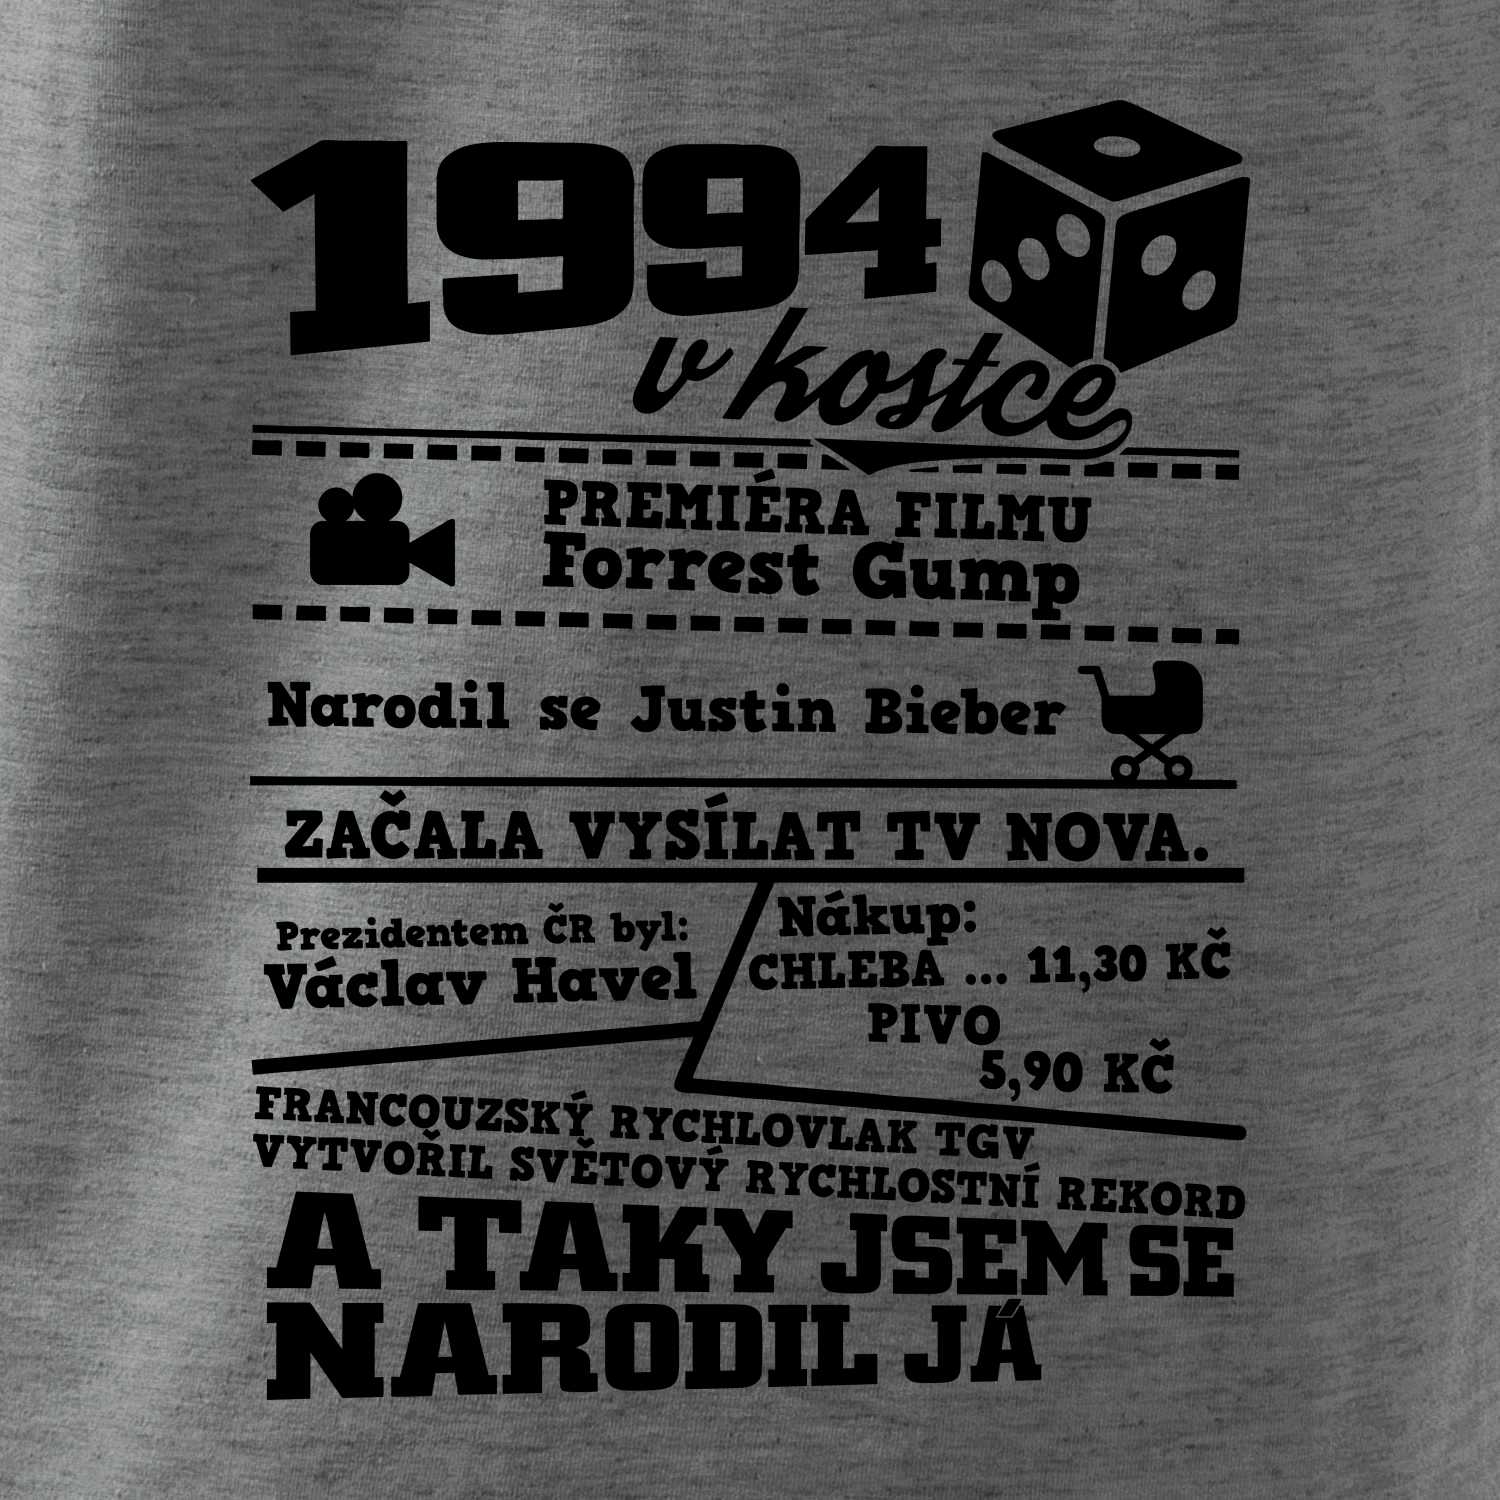 1994
v kostce
PREMIÉRA FILMU
Forrest Gump
Narodil se Justin Bieber
ZAČALA VYSÍLAT TV NOVA.
Prezidentem ČR byl:
Václav Havel
Nákup:
CHLEBA ... 11,30 KČ
PIVO
5,90 KČ
FRANCOUZSKÝ RYCHLOVLAK TGV
VYTVOŘIL SVĚTOVÝ RYCHLOSTNÍ REKORD
A TAKY JSEM SE
NARODIL JÁ